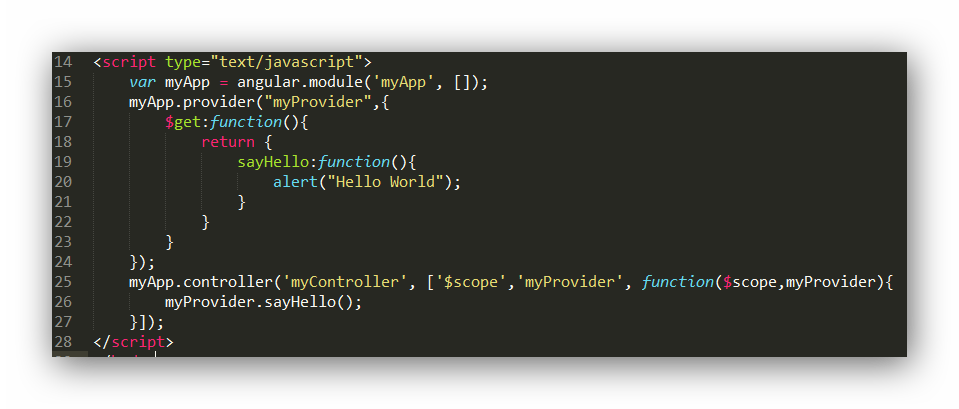 14 <script type="text/javascript">
15     var myApp = angular.module('myApp', []);
16     myApp.provider("myProvider",{
17         $get:function(){
18             return {
19                 sayHello:function(){
20                     alert("Hello World");
21                 }
22             }
23         }
24     });
25     myApp.controller('myController', ['$scope','myProvider', function($scope,myProvider){
26         myProvider.sayHello();
27     }]);
28 </script>